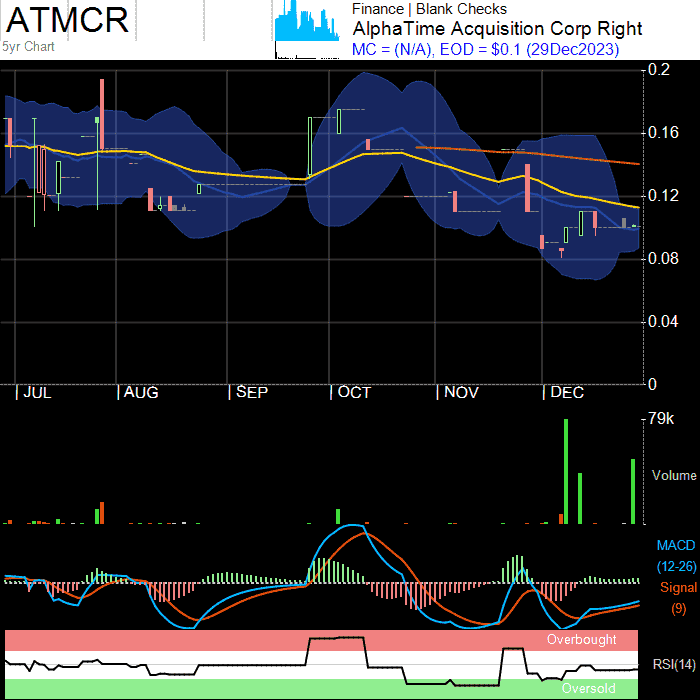 ATMCR
5yr Chart
Finance | Blank Checks
AlphaTime Acquisition Corp Right
MC = (N/A), EOD = $0.1 (29Dec2023)
0.2
0.16
0.12
0.08
0.04
0
JUL
AUG
SEP
OCT
NOV
DEC
79k
Volume
MACD
(12-26)
Signal
(9)
Overbought
RSI(14)
Oversold